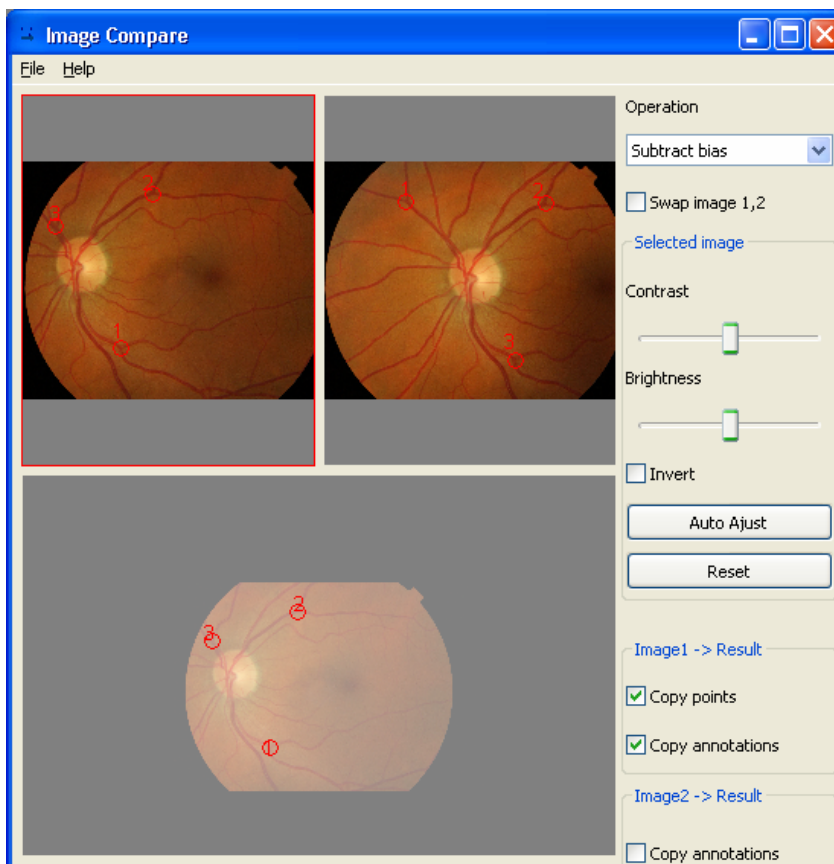 Image Compare
File Help
2
3
1
1
2
3
Operation
Subtract bias
Swap image 1,2
Selected image
Contrast
Brightness
Invert
Auto Ajust
Reset
2
3
1
Image1 -> Result
Copy points
Copy annotations
Image2 -> Result
Copy annotations